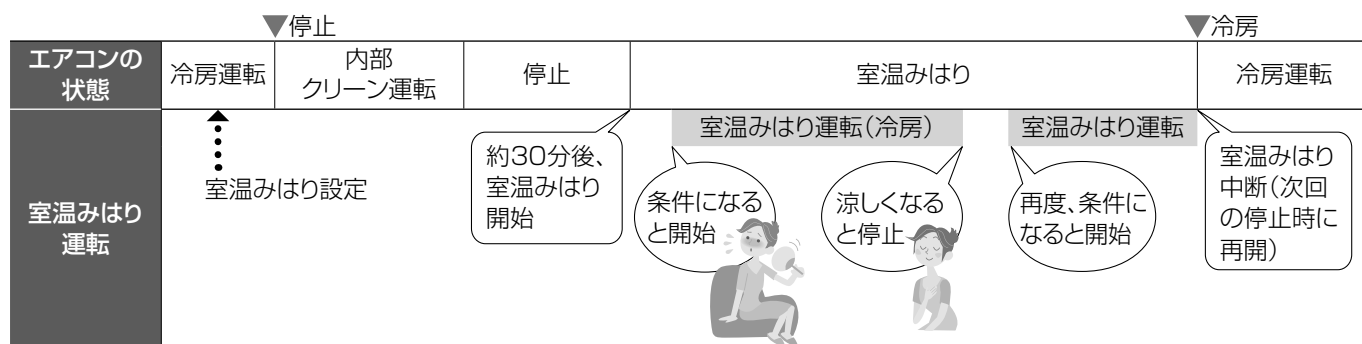 ▼停止
▼冷房
エアコンの
状態
冷房運転
内部
クリーン運転
停止
室温みはり
冷房運転
室温みはり
運転
室温みはり設定
約30分後、
室温みはり
開始
室温みはり運転(冷房)
条件になる
と開始
涼しくなる
と停止
室温みはり運転
再度、条件に
なると開始
室温みはり
中断(次回
の停止時に
再開)